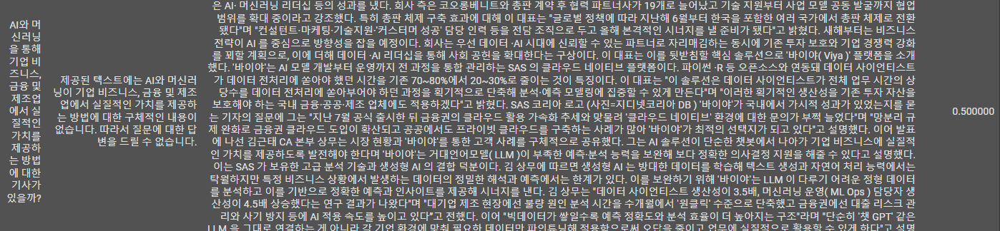 AI와 머
신러닝
을 통해
기업 비
즈니스,
금융 및
제조업
에서 실
질적인
가치를
제공하
는 방법
에 대한
기사가
있을까?
제공된 텍스트에는 AI와 머신러
닝이 기업 비즈니스, 금융 및 제조
업에서 실질적인 가치를 제공하
는 방법에 대한 구체적인 내용이
없습니다. 따라서 질문에 대한 답
변을 드릴 수 없습니다.
은 AI· 머신러닝 리더십 등의 성과를 냈다. 회사 측은 코오롱베니트와 총판 계약 후 협력 파트너사가 19개로 늘어났고 기술 지원부터 사업 모델 공동 발굴까지 협업
범위를 확대 중이라고 강조했다. 특히 총판 체제 구축 효과에 대해 이 대표는 "글로벌 정책에 따라 지난해 6월부터 한국을 포함한 여러 국가에서 총판 체제로 전환
됐다"며 "컨설턴트·마케팅·기술지원·'커스터머 성공' 담당 인력 등을 전담 조직으로 두고 올해 본격적인 시너지를 낼 준비가 됐다"고 밝혔다. 새해부터는 비즈니스
전략이 AI 를 중심으로 방향성을 잡을 예정이다. 회사는 우선 데이터 ·AI 시대에 신뢰할 수 있는 파트너로 자리매김하는 동시에 기존 투자 보호와 기업 경쟁력 강화
를 꾀할 계획으로, 이에 더해 데이터 ·AI 리더십을 통해 사회 공헌을 확대한다는 구상이다. 이 대표는 이를 뒷받침할 핵심 솔루션으로 '바이야( Viya )' 플랫폼을 소개
했다. '바이야'는 AI 모델 개발부터 운영까지 전 과정을 통합 관리하는 SAS 의 클라우드 네이티브 플랫폼이다. 파이썬 ·R 등 오픈소스와 연동돼 데이터 사이언티스트
가 데이터 전처리에 쏟아야 했던 시간을 기존 70~80%에서 20~30%로 줄이는 것이 특징이다. 이 대표는 "이 솔루션은 데이터 사이언티스트가 전체 업무 시간의 상
당수를 데이터 전처리에 쏟아부어야 하던 과정을 획기적으로 단축해 분석·예측 모델링에 집중할 수 있게 만든다"며 "이러한 획기적인 생산성을 기존 투자 자산을
보호해야 하는 국내 금융·공공·제조 업체에도 적용하겠다"고 밝혔다. SAS 코리아 로고 (사진=지디넷코리아 DB ) '바이야'가 국내에서 가시적 성과가 있었는지를 묻
는 기자의 질문에 그는 "지난 7월 공식 출시한 뒤 금융권의 클라우드 활용 가속화 추세와 맞물려 '클라우드 네이티브' 환경에 대한 문의가 부쩍 늘었다"며 "망분리 규
제 완화로 금융권 클라우드 도입이 확산되고 공공에서도 프라이빗 클라우드를 구축하는 사례가 많아 '바이야'가 최적의 선택지가 되고 있다"고 설명했다. 이어 발표
에 나선 김근태 CA 본부 상무는 시장 현황과 '바이야'를 통한 고객 사례를 구체적으로 공유했다. 그는 AI 솔루션이 단순한 챗봇에서 나아가 기업 비즈니스에 실질적
인 가치를 제공하도록 발전해야 한다며 '바이야'는 거대언어모델( LLM )이 부족한 예측·분석 능력을 보완해 보다 정확한 의사결정 지원을 해줄 수 있다고 설명했다.
이는 SAS 가 보유한 고급 분석 기술과 생성형 AI 의 결합 덕분이다. 김 상무에 따르면 생성형 AI 는 방대한 데이터를 학습해 텍스트 생성과 자연어 처리 능력에서는
탁월하지만 특정 비즈니스 상황에서 발생하는 데이터의 정밀한 해석과 예측에서는 한계가 있다. 이를 보완하기 위해 '바이야'는 LLM 이 다루기 어려운 정형 데이터
를 분석하고 이를 기반으로 정확한 예측과 인사이트를 제공해 시너지를 낸다. 김 상무는 "데이터 사이언티스트 생산성이 3.5배, 머신러닝 운영( ML Ops ) 담당자 생
산성이 4.5배 상승했다는 연구 결과가 나왔다"며 "대기업 제조 현장에선 불량 원인 분석 시간을 수개월에서 '원클릭' 수준으로 단축했고 금융권에선 대출 리스크 관
리와 사기 방지 등에 AI 적용 속도를 높이고 있다"고 전했다. 이어 "빅데이터가 쌓일수록 예측 정확도와 분석 효율이 더 높아지는 구조"라며 "단순히 '챗 GPT' 같은
LLM 을 그대로 연결하는 게 아니라 각 기업 환경에 맞춰 필요한 데이터만 파인튜닝해 적용함으로써 오답을 줄이고 업무에 실질적으로 활용할 수 있게 한다"고 설명
0.500000